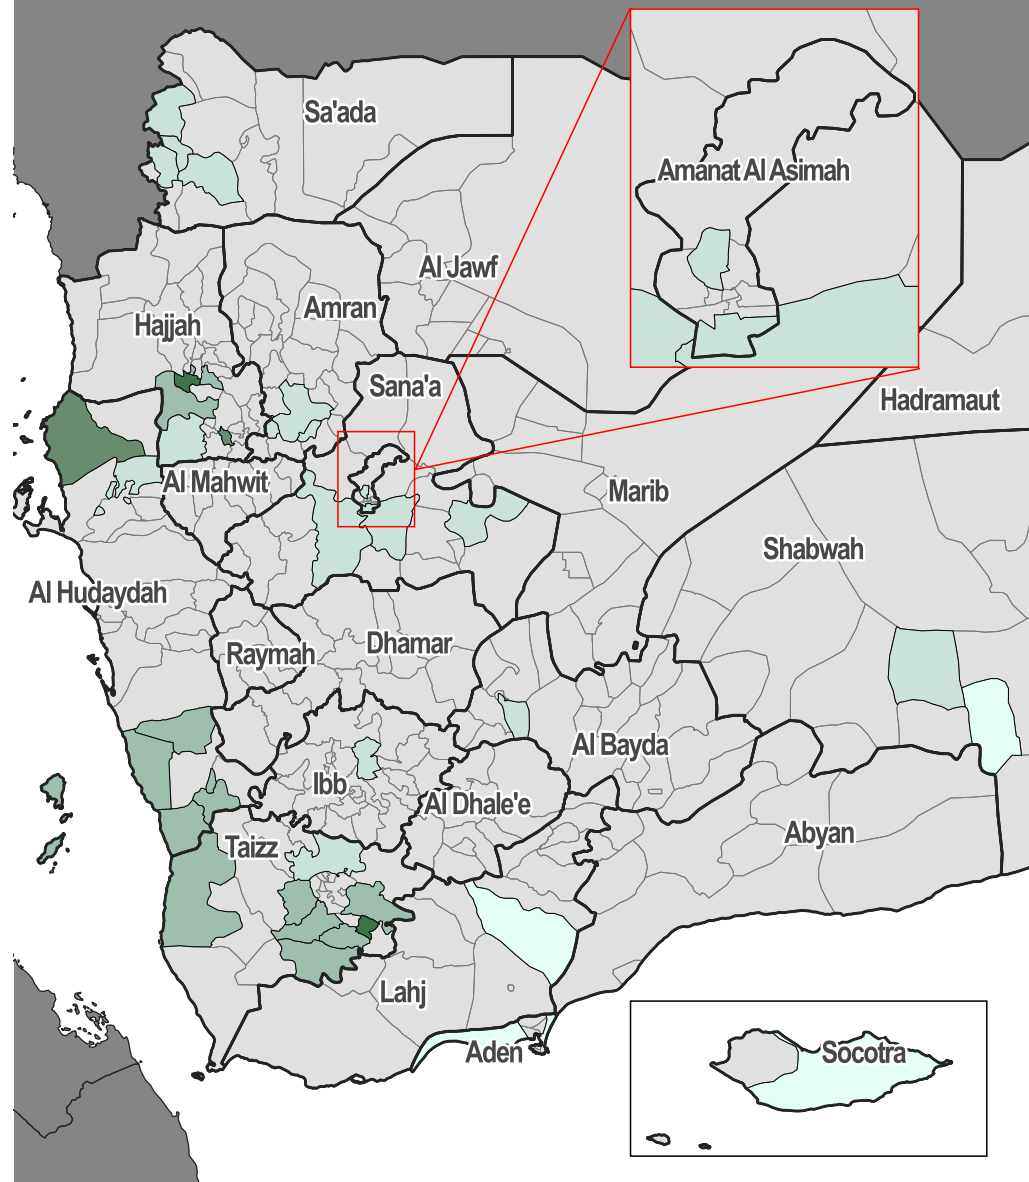 Sa'ada
Amanat Al Asimah
Al Jawf
Amran
Hajjah
Sana'a
Hadramaut
Al Mahwit
Marib
Shabwah
Al Hudaydah
Raymah
Dhamar
Al Bayda
Ibb
Al Dhale'e
Abyan
Taizz
Lahj
Aden
Socotra